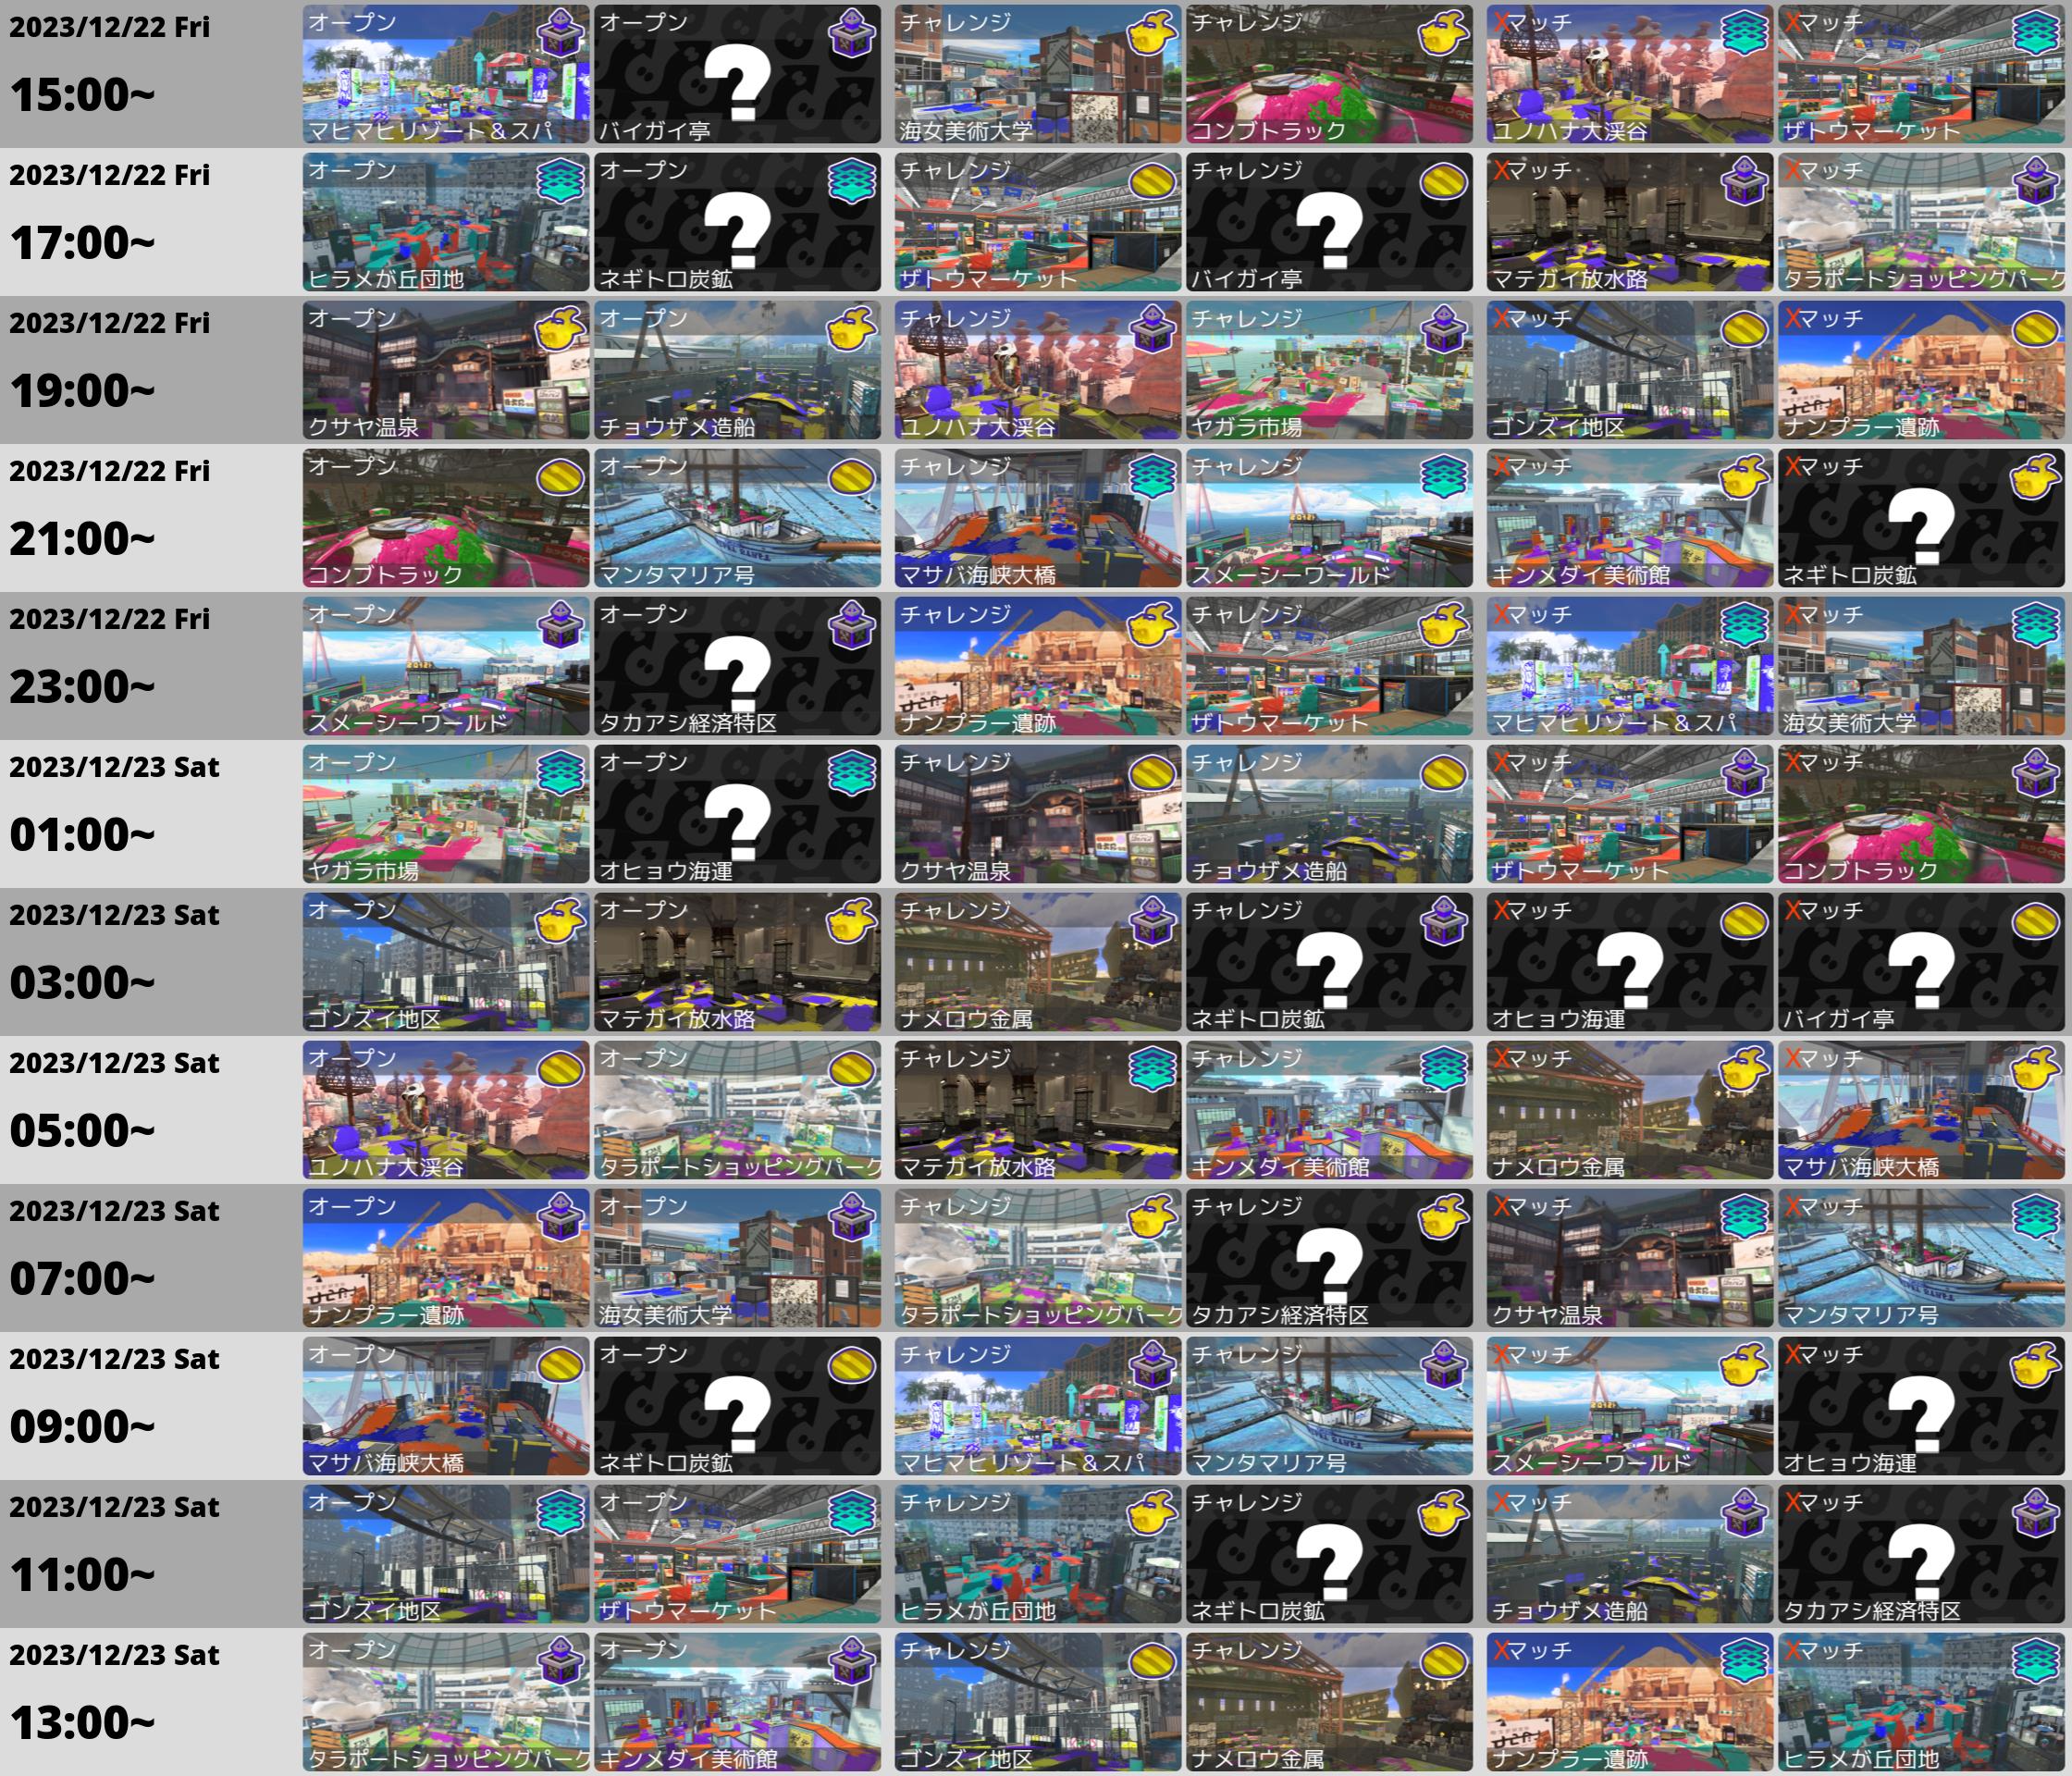 2023/12/22 Fri
15:00~
オープン
マヒマヒリゾート&スパ
オープン
?
バイガイ亭
チャレンジ
海女美術大学
チャレンジ
コンブトラック
Xマッチ
ユノハナ大渓谷
Xマッチ
ザトウマーケット
2023/12/22 Fri
17:00~
オープン
ヒラメが丘団地
オープン
?
ネギトロ炭鉱
チャレンジ
ザトウマーケット
チャレンジ
?
バイガイ亭
Xマッチ
マテガイ放水路
Xマッチ
タラポートショッピングパーク
2023/12/22 Fri
19:00~
オープン
クサヤ温泉
オープン
チョウザメ造船
チャレンジ
ユノハナ大渓谷
チャレンジ
ヤガラ市場
Xマッチ
ゴンズイ地区
Xマッチ
ナンプラー遺跡
2023/12/22 Fri
21:00~
オープン
コンブトラック
オープン
マンタマリア号
チャレンジ
マサバ海峡大橋
チャレンジ
スメーシーワールド
Xマッチ
キンメダイ美術館
Xマッチ
?
ネギトロ炭鉱
2023/12/22 Fri
23:00~
オープン
スメーシーワールド
オープン
?
タカアシ経済特区
チャレンジ
ナンプラー遺跡
チャレンジ
ザトウマーケット
Xマッチ
マヒマヒリゾート&スパ
Xマッチ
海女美術大学
2023/12/23 Sat
01:00~
オープン
ヤガラ市場
オープン
?
オヒョウ海運
チャレンジ
クサヤ温泉
チャレンジ
チョウザメ造船
Xマッチ
ザトウマーケット
Xマッチ
コンブトラック
2023/12/23 Sat
03:00~
オープン
ゴンズイ地区
オープン
マテガイ放水路
チャレンジ
ナメロウ金属
チャレンジ
?
ネギトロ炭鉱
Xマッチ
?
オヒョウ海運
Xマッチ
?
バイガイ亭
2023/12/23 Sat
05:00~
オープン
ユノハナ大渓谷
オープン
タラポートショッピングパーク
チャレンジ
マテガイ放水路
チャレンジ
キンメダイ美術館
Xマッチ
ナメロウ金属
Xマッチ
マサバ海峡大橋
2023/12/23 Sat
07:00~
オープン
ナンプラー遺跡
オープン
海女美術大学
チャレンジ
タラポートショッピングパーク
チャレンジ
?
タカアシ経済特区
Xマッチ
クサヤ温泉
Xマッチ
マンタマリア号
2023/12/23 Sat
09:00~
オープン
マサバ海峡大橋
オープン
?
ネギトロ炭鉱
チャレンジ
マヒマヒリゾート&スパ
チャレンジ
マンタマリア号
Xマッチ
スメーシーワールド
Xマッチ
?
オヒョウ海運
2023/12/23 Sat
11:00~
オープン
ゴンズイ地区
オープン
ザトウマーケット
チャレンジ
ヒラメが丘団地
チャレンジ
?
ネギトロ炭鉱
Xマッチ
チョウザメ造船
Xマッチ
?
タカアシ経済特区
2023/12/23 Sat
13:00~
オープン
タラポートショッピングパーク
オープン
キンメダイ美術館
チャレンジ
ゴンズイ地区
チャレンジ
ナメロウ金属
Xマッチ
ナンプラー遺跡
Xマッチ
ヒラメが丘団地